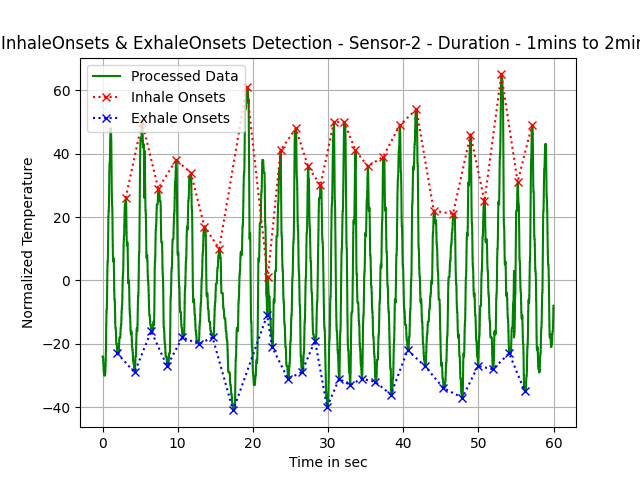 InhaleOnsets & ExhaleOnsets Detection - Sensor-2 - Duration - 1mins to 2min
Processed Data
Inhale Onsets
Exhale Onsets
Normalized Temperature
60
40
20
0
−20
−40
0 10 20 30 40 50 60
Time in sec